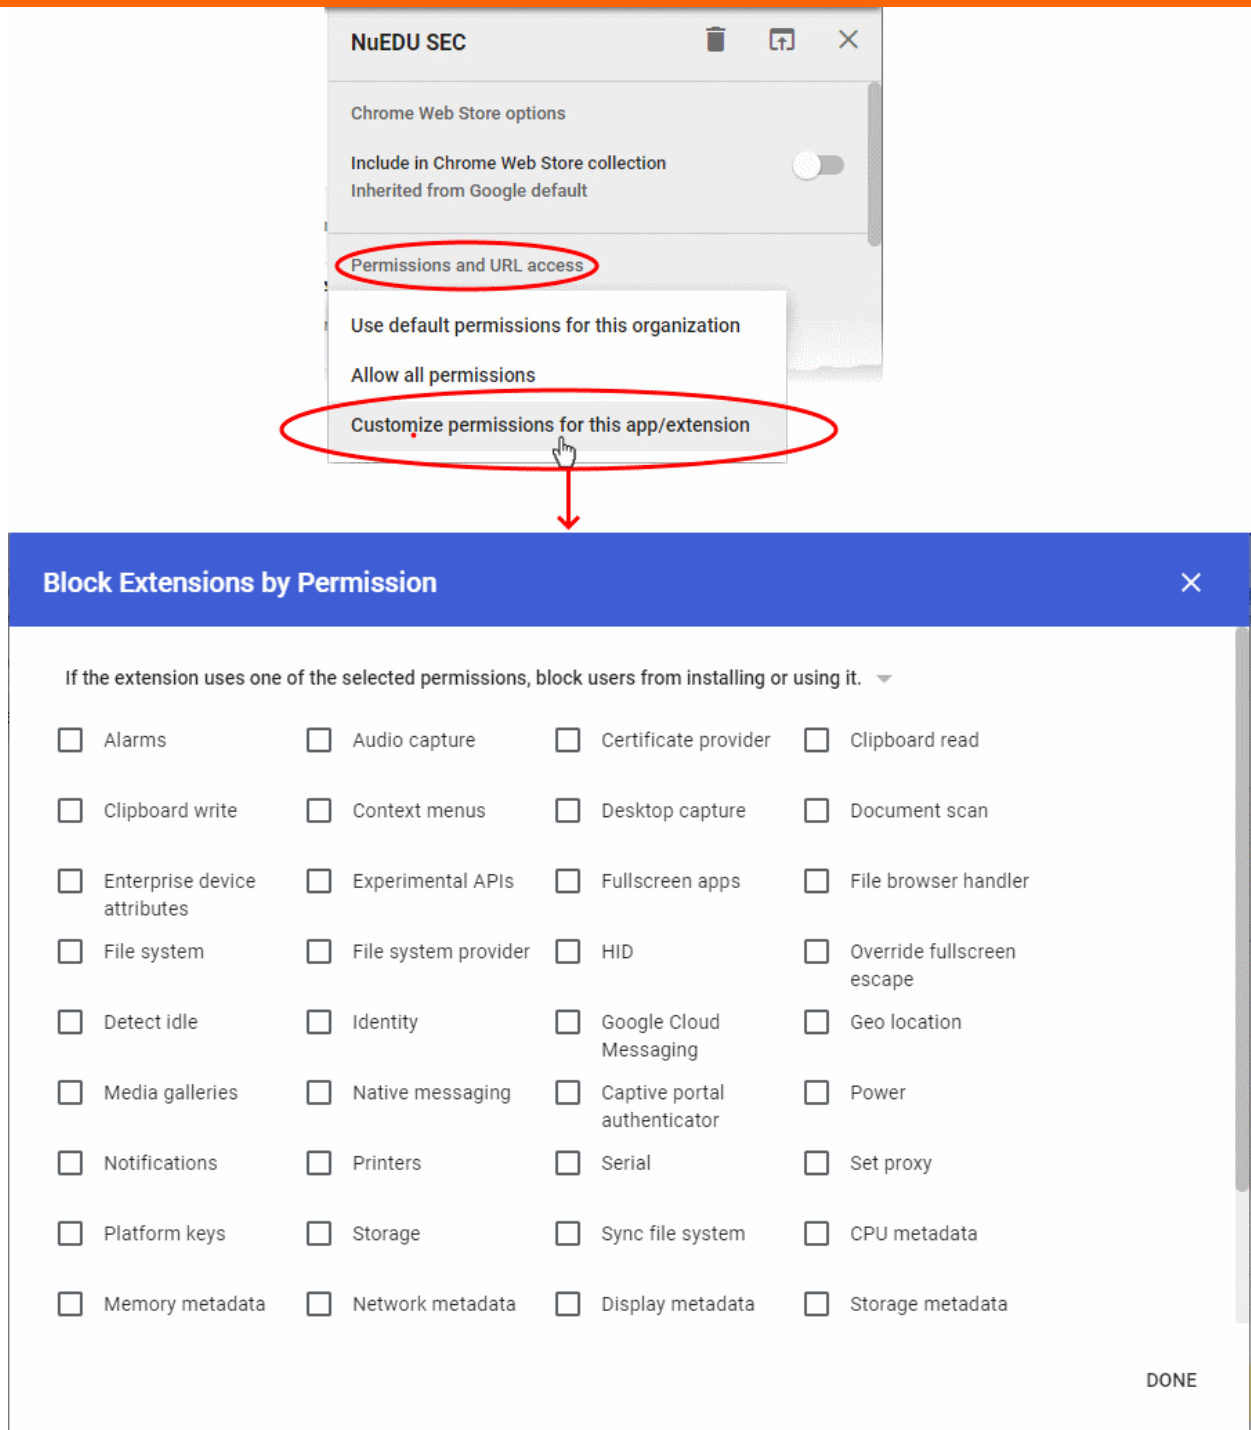 NuEDU SEC
Chrome Web Store options
Include in Chrome Web Store collection
Inherited from Google default
Permissions and URL access
Use default permissions for this organization
Allow all permissions
Customize permissions for this app/extension
Block Extensions by Permission
If the extension uses one of the selected permissions, block users from installing or using it.
Alarms Audio capture Certificate provider Clipboard read
Clipboard write Context menus Desktop capture Document scan
Enterprise device Experimental APIs Fullscreen apps File browser handler
attributes
File system File system provider HID Override fullscreen
escape
Detect idle Identity Google Cloud Geo location
Messaging
Media galleries Native messaging Captive portal Power
authenticator
Notifications Printers Serial Set proxy
Platform keys Storage Sync file system CPU metadata
Memory metadata Network metadata Display metadata Storage metadata
DONE